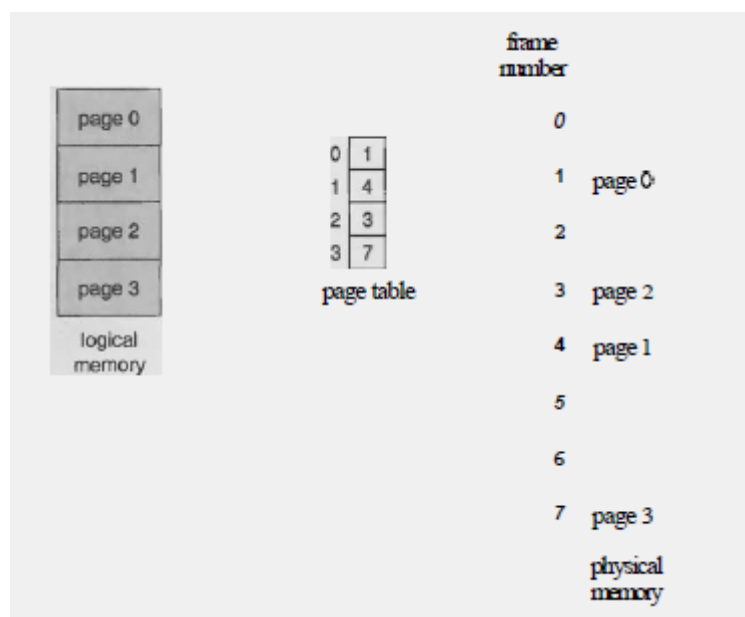 frame
number
page 0
page 1
page 2
page 3
logical
memory
0 1
1 4
2 3
3 7
page table
0
1 page 0
2
3 page 2
4 page 1
5
6
7 page 3
physical
memory